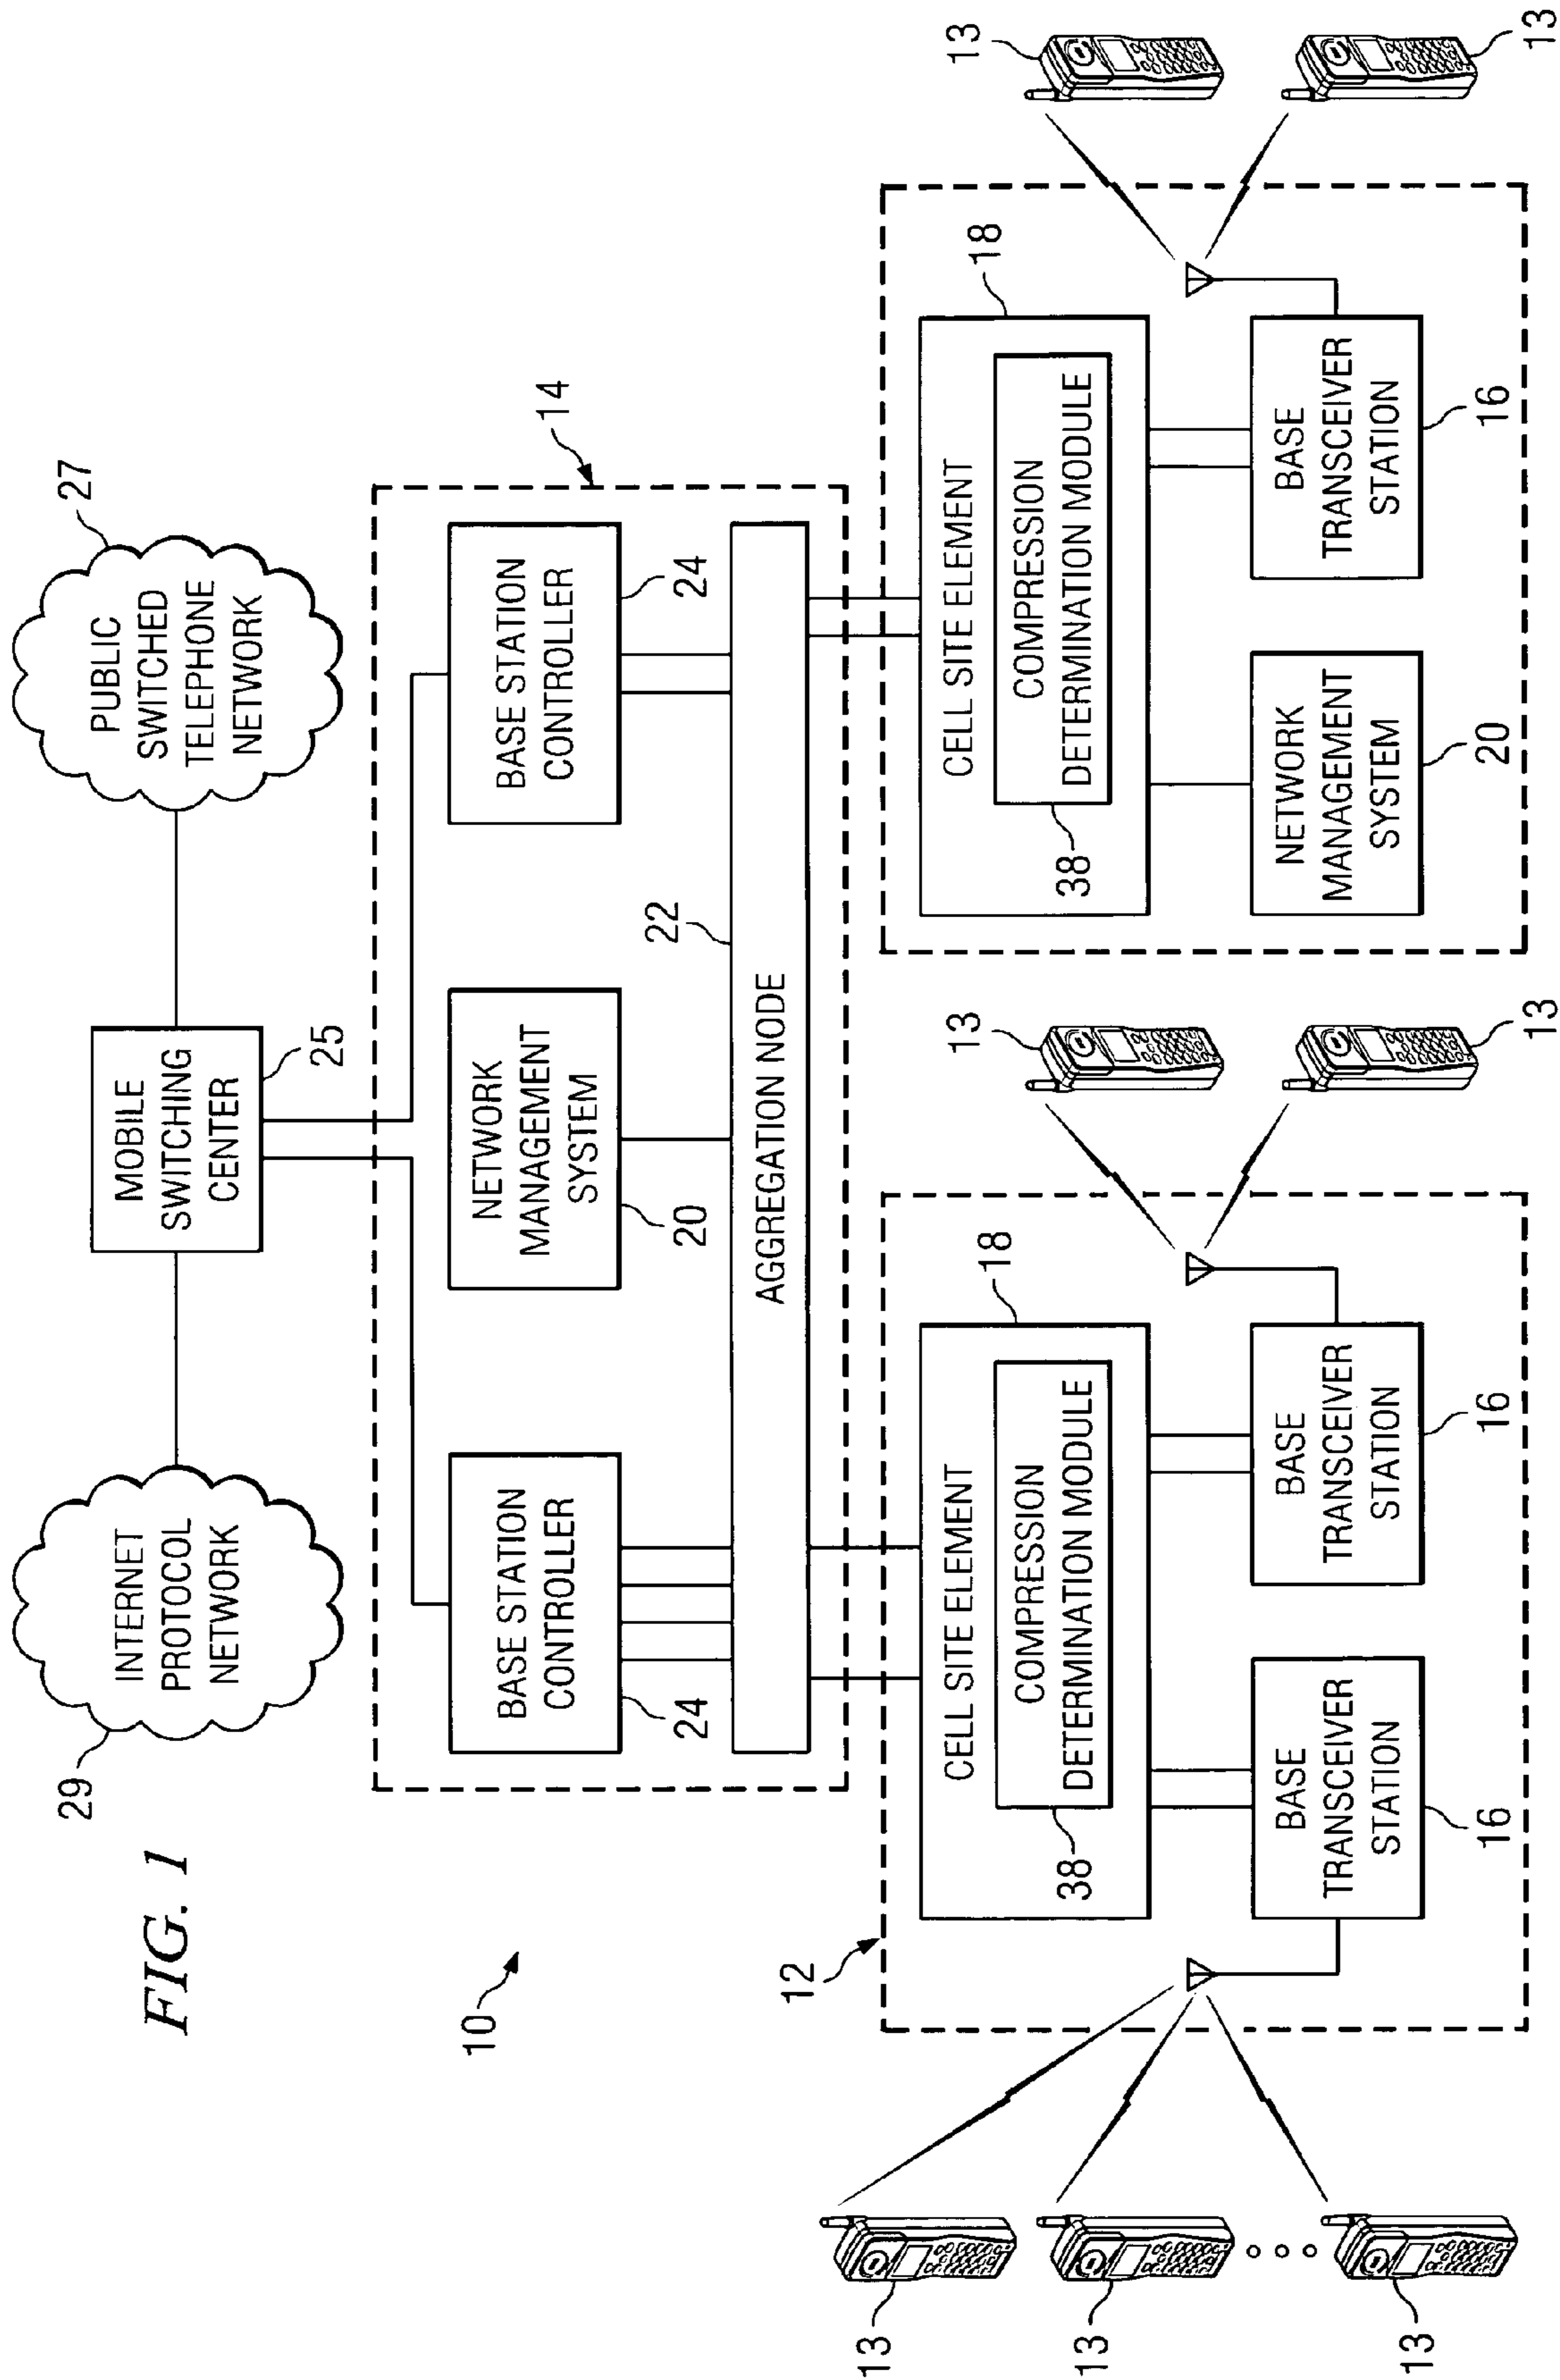 FIG. 1
29
INTERNET
PROTOCOL
NETWORK
MOBILE
SWITCHING
CENTER
25
PUBLIC
SWITCHED
TELEPHONE
NETWORK
27
10
14
BASE STATION
CONTROLLER
24
NETWORK
MANAGEMENT
SYSTEM
20
BASE STATION
CONTROLLER
24
22
AGGREGATION NODE
12
CELL SITE ELEMENT
18
COMPRESSION
DETERMINATION MODULE
38
BASE
TRANSCEIVER
STATION
16
BASE
TRANSCEIVER
STATION
16
CELL SITE ELEMENT
18
COMPRESSION
DETERMINATION MODULE
38
NETWORK
MANAGEMENT
SYSTEM
20
BASE
TRANSCEIVER
STATION
16
13
13
13
13
13
13
13